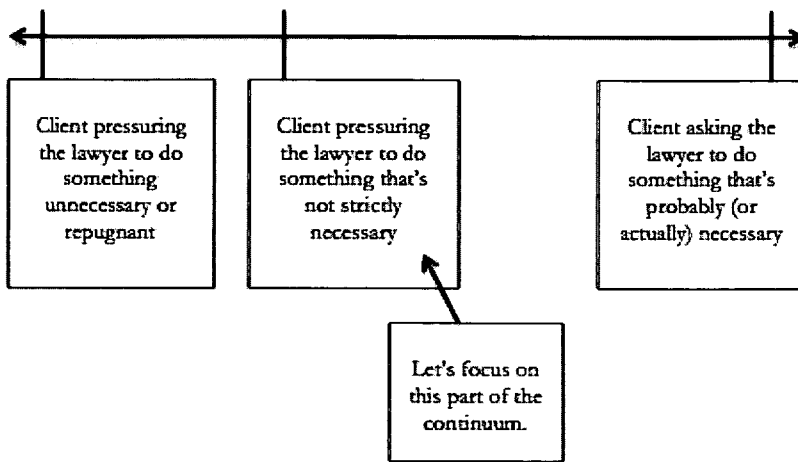 Client pressuring
the lawyer to do
something
unnecessary or
repugnant
Client pressuring
the lawyer to do
something that's
not strictly
necessary
Client asking the
lawyer to do
something that's
probably (or
actually) necessary
Let's focus on
this part of the
continuum.